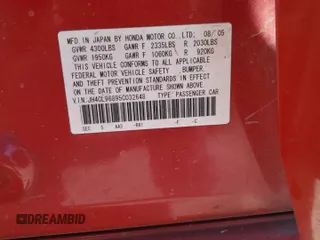 MFD. IN JAPAN BY HONDA MOTOR CO.,LTD. 08/05
GVWR 4300LBS GAWR F 2335LBS R 2030LBS
GVWR 1950KG GAWR F 1060KG R 920KG
THIS VEHICLE CONFORMS TO ALL APPLICABLE
FEDERAL MOTOR VEHICLE SAFETY, BUMPER,
AND THEFT PREVENTION STANDARDS IN EFFECT
ON THE DATE OF MANUFACTURE SHOWN ABOVE.
V.I.N.: TYPE: PASSENGER CAR
DREAMBID